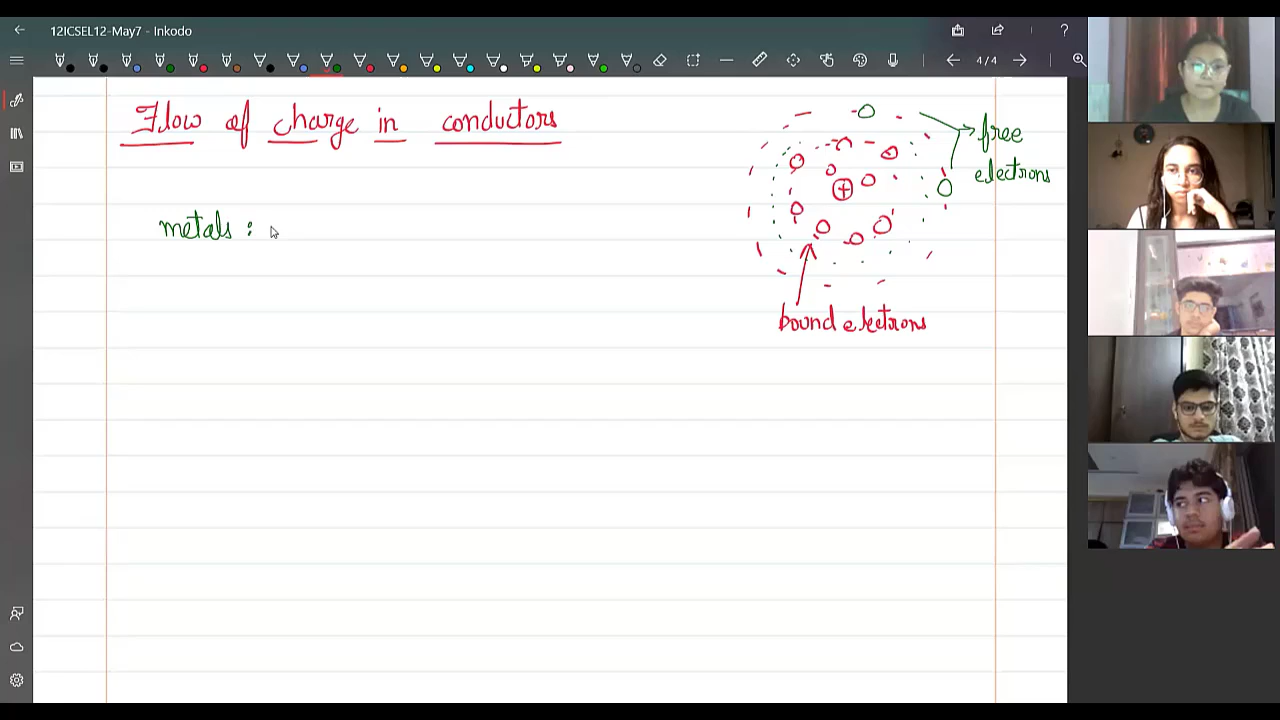 12ICSEL12-May7 - Inkodo
4/4
Flow of charge in conductors
free
electrons
metals :
bound electrons